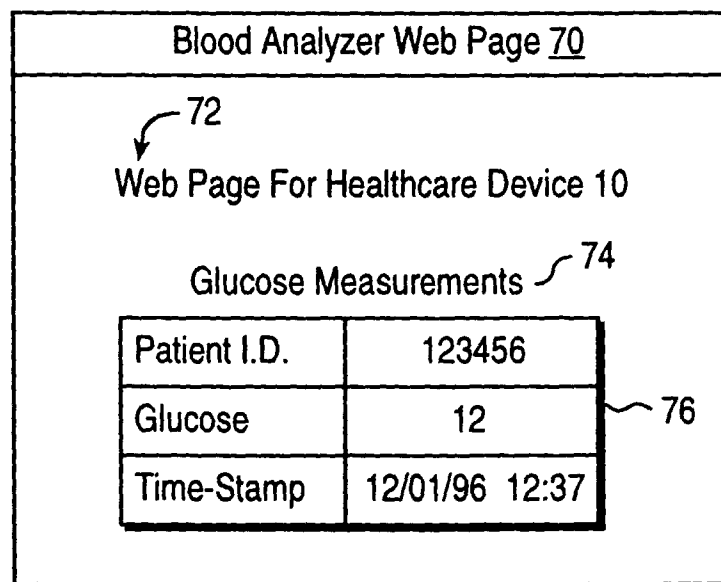 Blood Analyzer Web Page 70
72
Web Page For Healthcare Device 10
Glucose Measurements 74
Patient I.D. 123456
Glucose 12 76
Time-Stamp 12/01/96 12:37